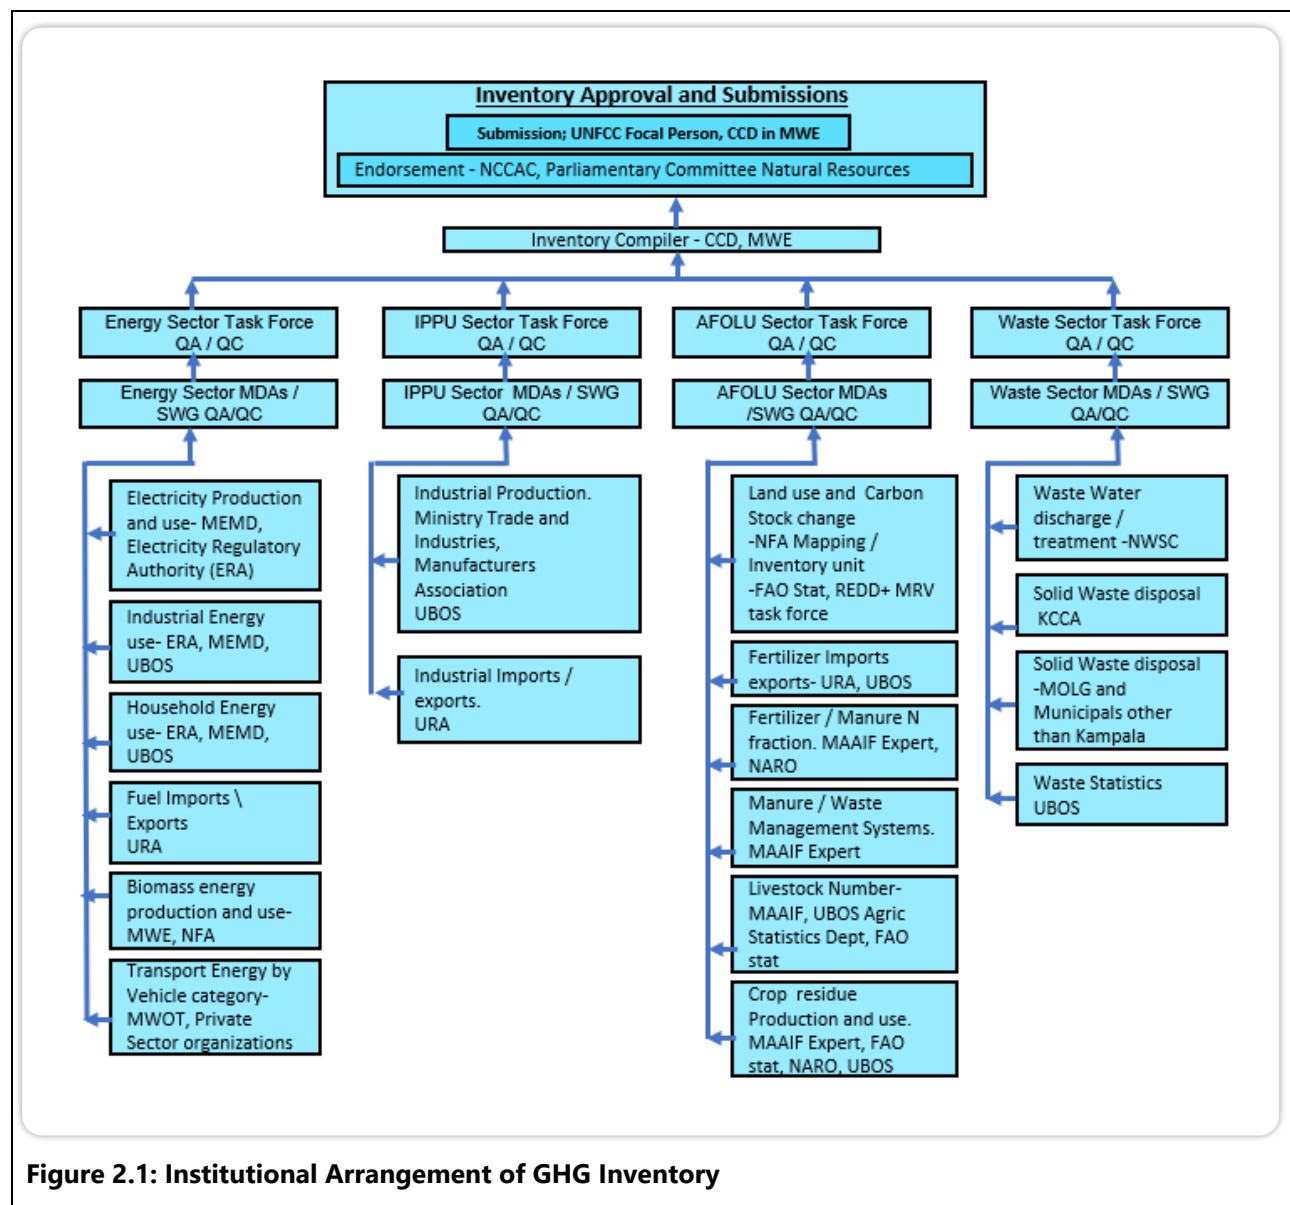 Inventory Approval and Submissions
Submission; UNFCC Focal Person, CCD in MWE
Endorsement - NCCAC, Parliamentary Committee Natural Resources
Inventory Compiler - CCD, MWE
Energy Sector Task Force
QA / QC
IPPU Sector Task Force
QA / QC
AFOLU Sector Task Force
QA / QC
Waste Sector Task Force
QA / QC
Energy Sector MDAs /
SWG QA/QC
IPPU Sector MDAs / SWG
QA/QC
AFOLU Sector MDAs
/SWG QA/QC
Waste Sector MDAs / SWG
QA/QC
Electricity Production
and use- MEMD,
Electricity Regulatory
Authority (ERA)
Industrial Energy
use- ERA, MEMD,
UBOS
Household Energy
use- ERA, MEMD,
UBOS
Fuel Imports \
Exports
URA
Biomass energy
production and use-
MWE, NFA
Transport Energy by
Vehicle category-
MWOT, Private
Sector organizations
Industrial Production.
Ministry Trade and
Industries,
Manufacturers
Association
UBOS
Industrial Imports /
exports.
URA
Land use and Carbon
Stock change
-NFA Mapping /
Inventory unit
-FAO Stat, REDD+ MRV
task force
Fertilizer Imports
exports- URA, UBOS
Fertilizer / Manure N
fraction. MAAIF Expert,
NARO
Manure / Waste
Management Systems.
MAAIF Expert
Livestock Number-
MAAIF, UBOS Agric
Statistics Dept, FAO
stat
Crop residue
Production and use.
MAAIF Expert, FAO
stat, NARO, UBOS
Waste Water
discharge /
treatment -NWSC
Solid Waste disposal
KCCA
Solid Waste disposal
-MOLG and
Municipals other
than Kampala
Waste Statistics
UBOS
Figure 2.1: Institutional Arrangement of GHG Inventory